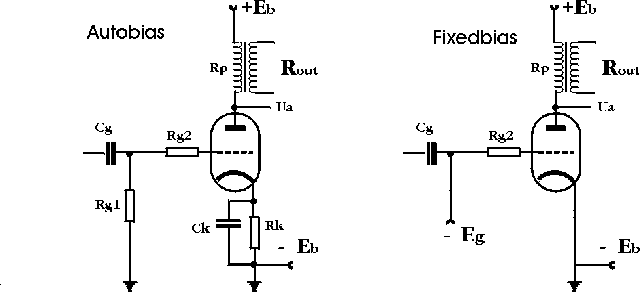 Autobias
+Eb
Rp
Rout
Ua
Cg
Rg2
Rg1
Ck
Rk
- Eb
Fixedbias
+Eb
Rp
Rout
Ua
Cg
Rg2
- Eg
- Eb